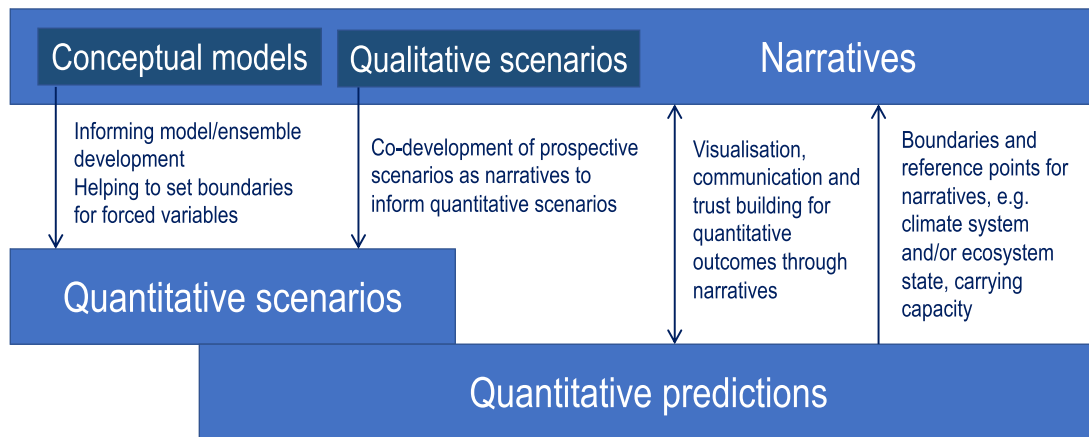 Conceptual models
Qualitative scenarios
Narratives
Informing model/ensemble
development
Helping to set boundaries
for forced variables
Co-development of prospective
scenarios as narratives to
inform quantitative scenarios
Visualisation,
communication and
trust building for
quantitative
outcomes through
narratives
Boundaries and
reference points for
narratives, e.g.
climate system
and/or ecosystem
state, carrying
capacity
Quantitative scenarios
Quantitative predictions